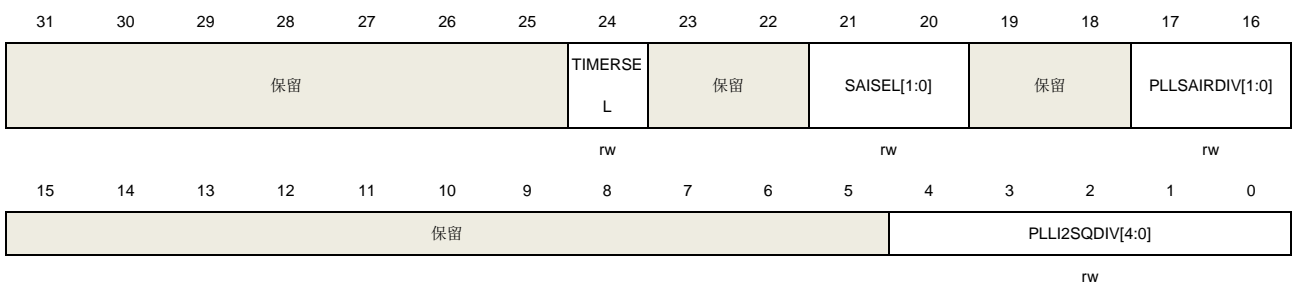 31 30 29 28 27 26 25 24 23 22 21 20 19 18 17 16
保留 TIMERSE
L 保留 SAISEL[1:0] 保留 PLLSAIRDIV[1:0]
rw rw rw
15 14 13 12 11 10 9 8 7 6 5 4 3 2 1 0
保留 PLLI2SQDIV[4:0]
rw